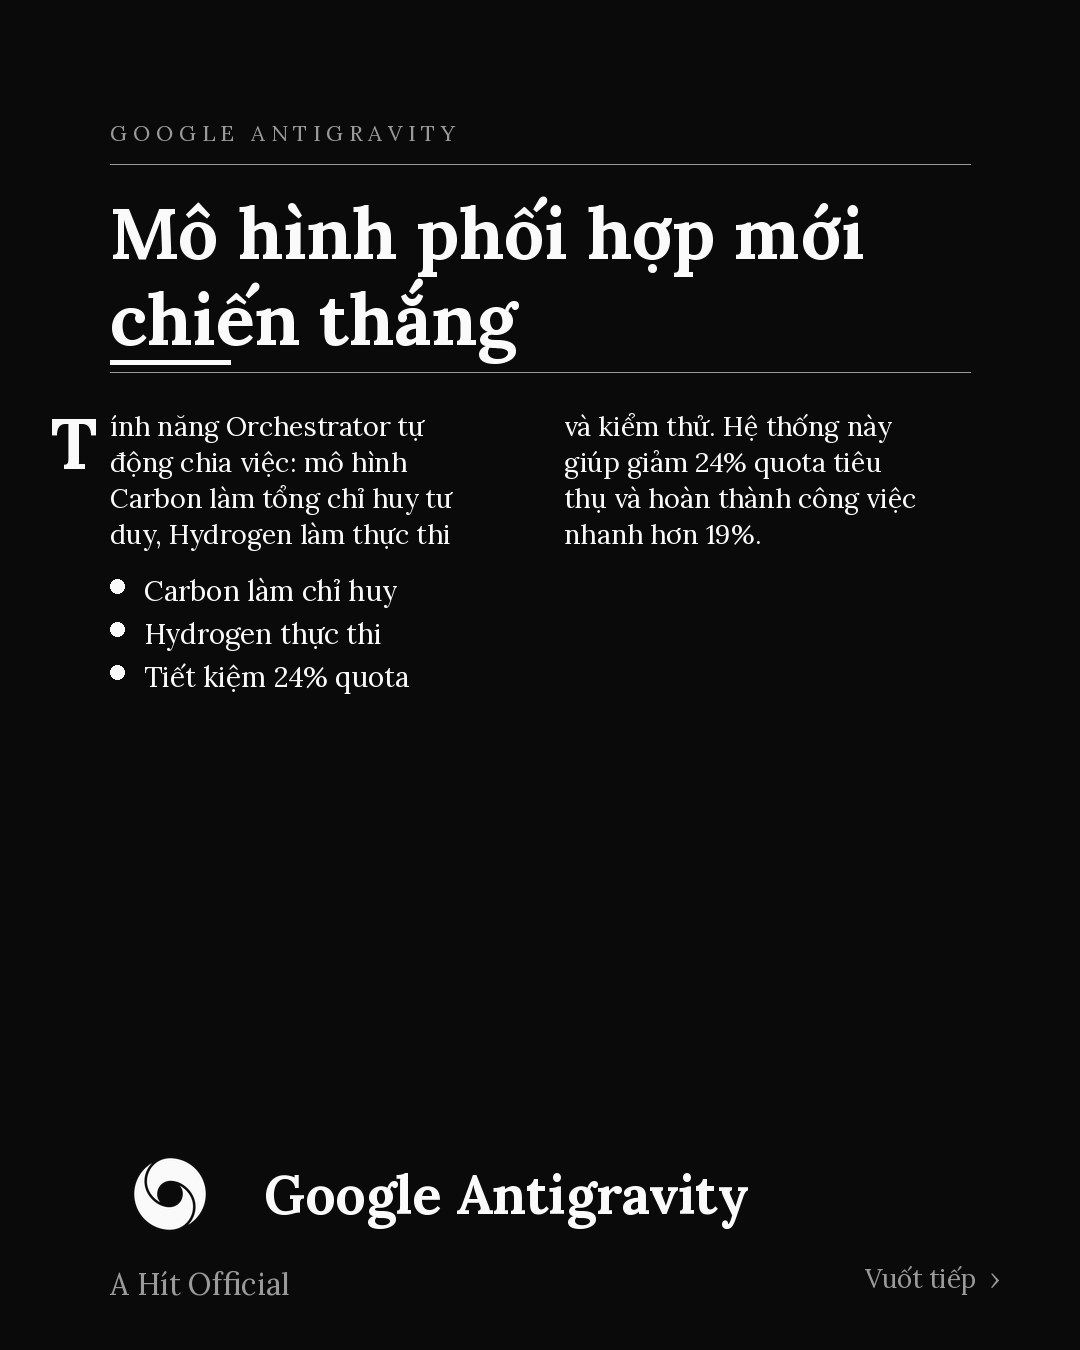 GOOGLE ANTIGRAVITY
Mô hình phối hợp mới
chiến thắng
Tính năng Orchestrator tự
động chia việc: mô hình
Carbon làm tổng chỉ huy tư
duy, Hydrogen làm thực thi
và kiểm thử. Hệ thống này
giúp giảm 24% quota tiêu
thụ và hoàn thành công việc
nhanh hơn 19%.
Carbon làm chỉ huy
Hydrogen thực thi
Tiết kiệm 24% quota
Google Antigravity
A Hít Official
Vuốt tiếp ›